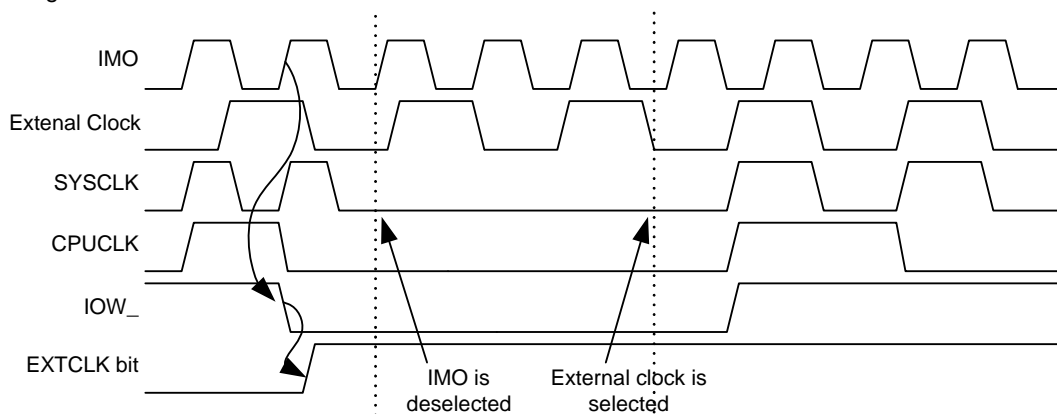 IMO
Extenal Clock
SYSCLK
CPUCLK
IOW_
EXTCLK bit
IMO is
deselected
External clock is
selected